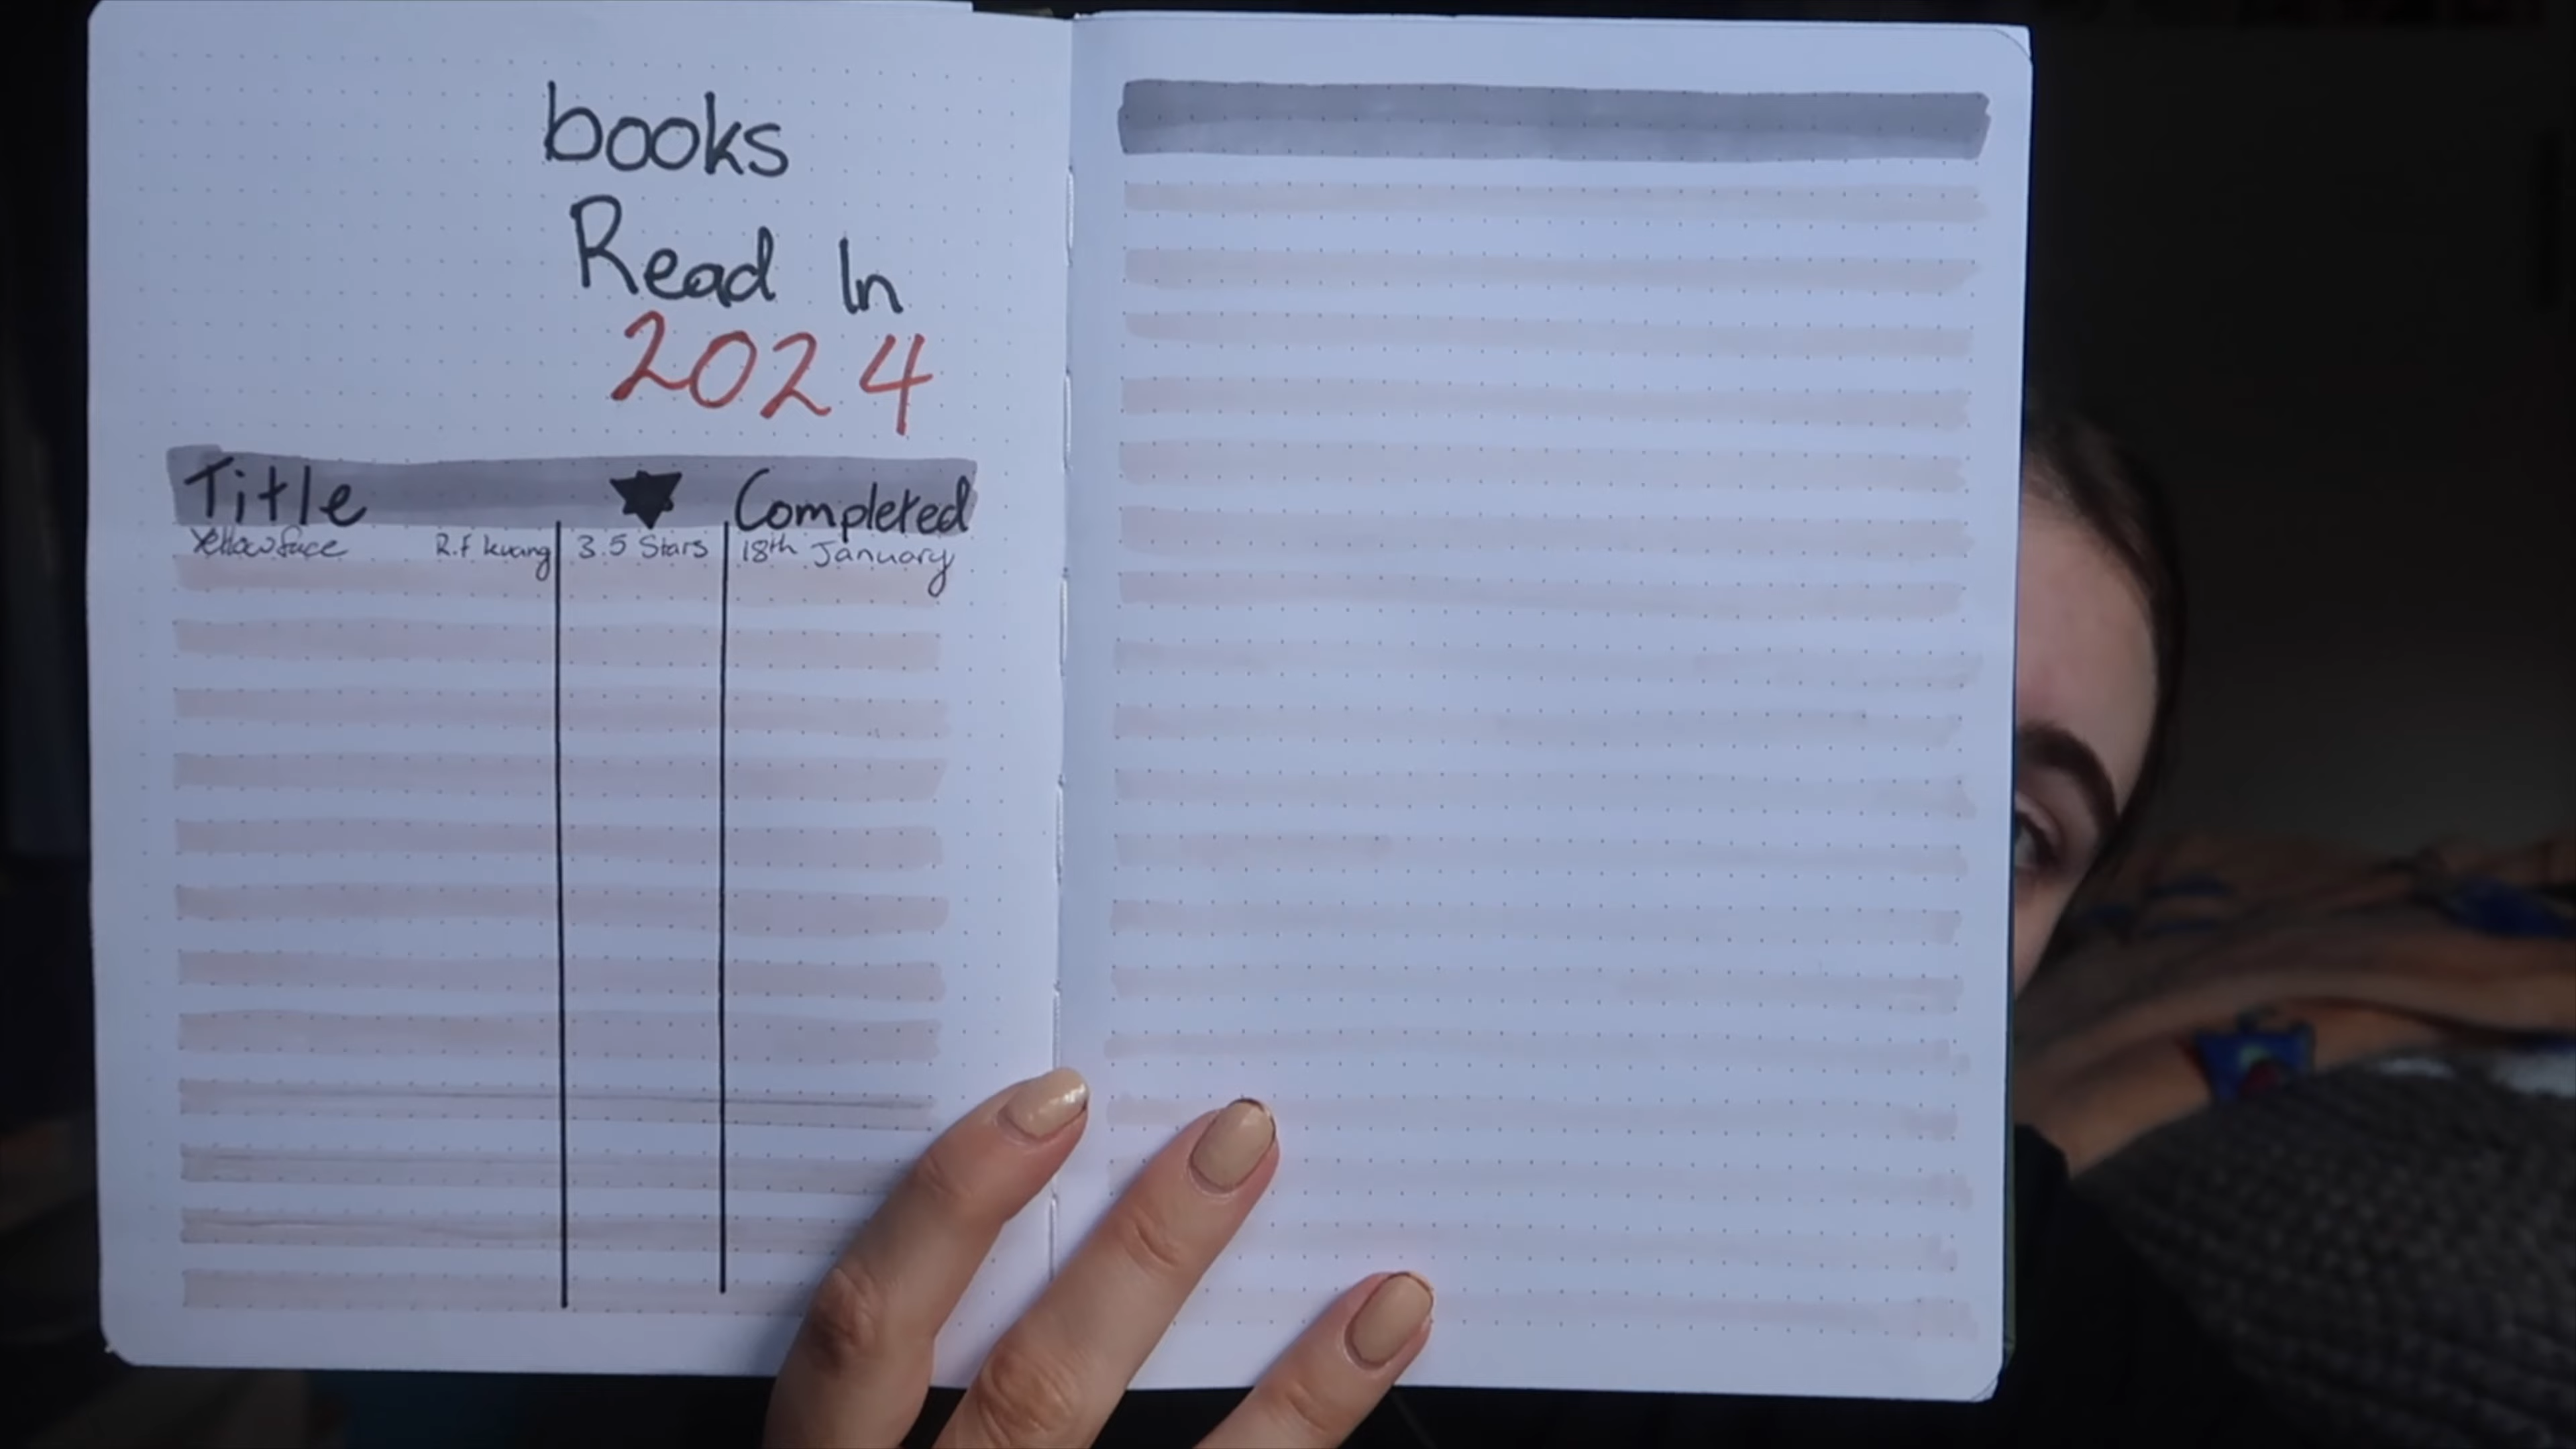 books
Read In
2024
Title Completed
Yellowface R.f kuang 3.5 Stars 18th January